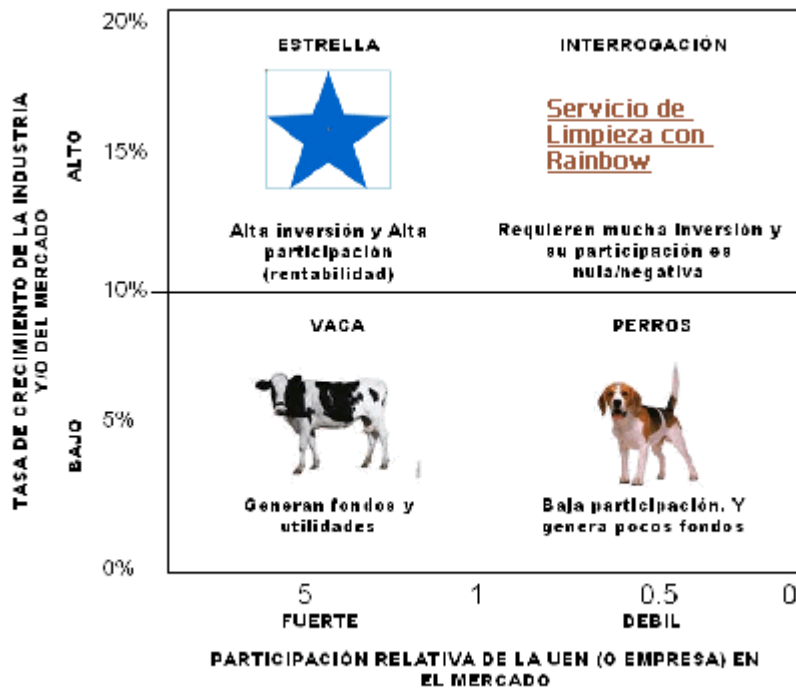 20%
ESTRELLA
INTERROGACIÓN
Servicio de
Limpieza con
Rainbow
15%
ALTO
Alta inversión y Alta
participación
(rentabilidad)
Requieren mucha inversión y
su participación es
nula/negativa
TASA DE CRECIMIENTO DE LA INDUSTRIA
Y/O DEL MERCADO
10%
VACA
PERROS
5%
BAJO
Generan fondos y
utilidades
Baja participación. Y
genera pocos fondos
0%
5
1
0.5
0
FUERTE
DEBIL
PARTICIPACIÓN RELATIVA DE LA UEN (O EMPRESA) EN
EL MERCADO